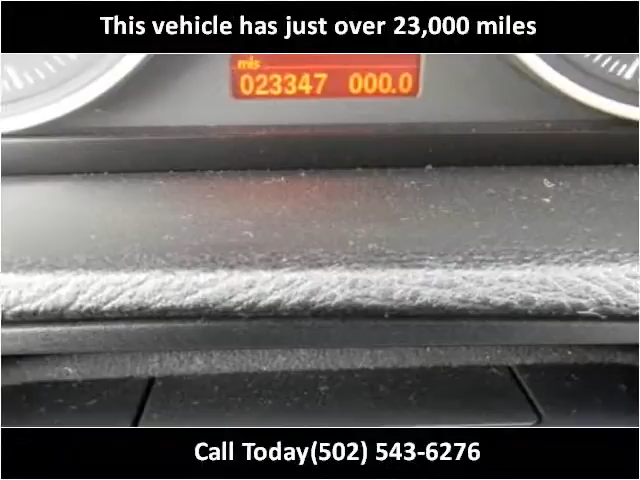 This vehicle has just over 23,000 miles
mls
023347 000.0
Call Today(502) 543-6276